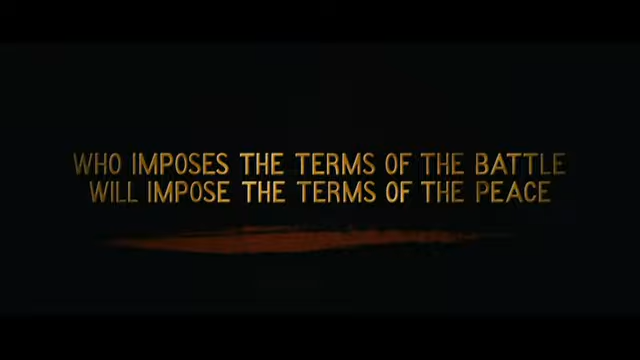 WHO IMPOSES THE TERMS OF THE BATTLE
WILL IMPOSE THE TERMS OF THE PEACE